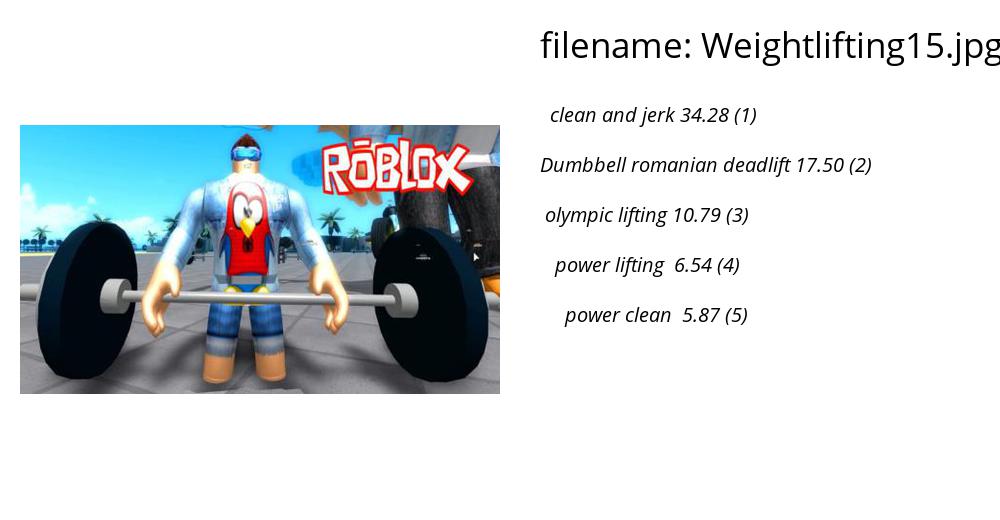 filename: Weightlifting15.jpg
clean and jerk 34.28 (1)
ROBLOX
Dumbbell romanian deadlift 17.50 (2)
olympic lifting 10.79 (3)
power lifting 6.54 (4)
power clean 5.87 (5)